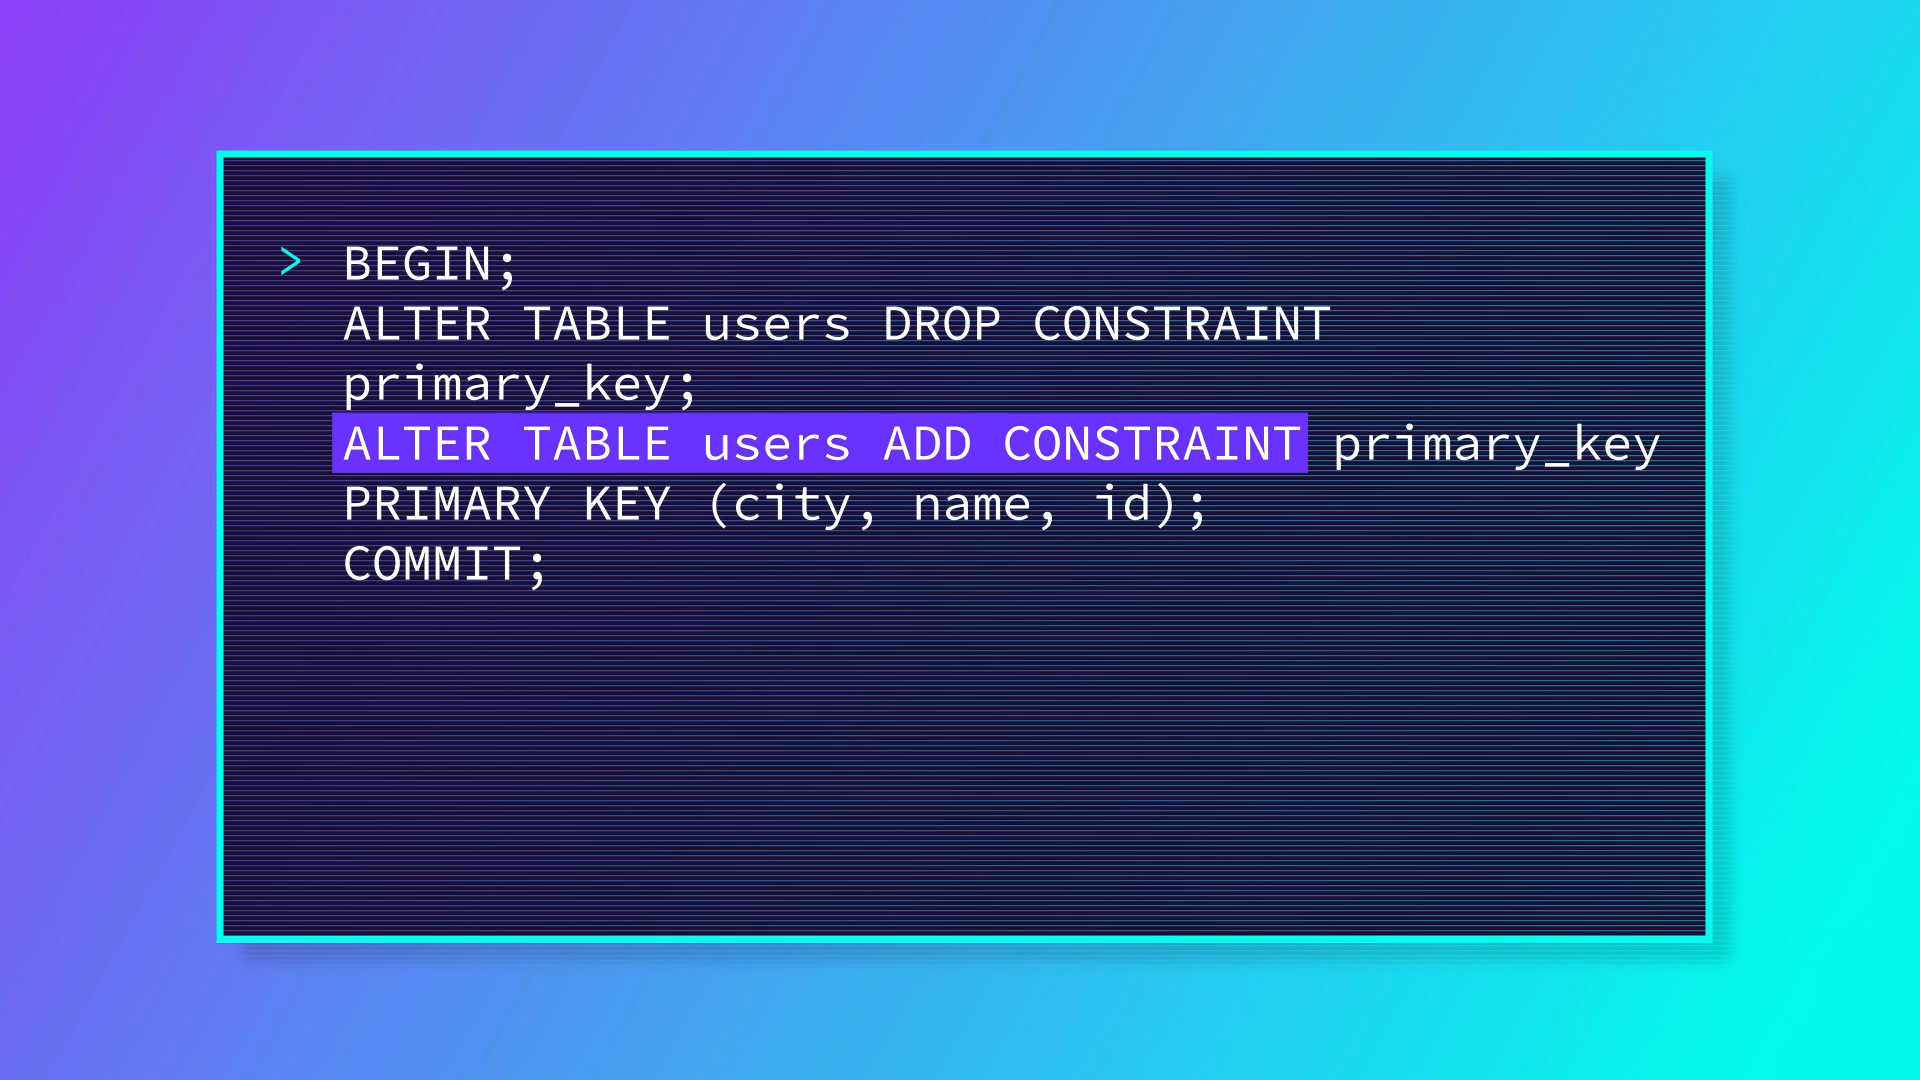 > BEGIN;
ALTER TABLE users DROP CONSTRAINT
primary_key;
ALTER TABLE users ADD CONSTRAINT primary_key
PRIMARY KEY (city, name, id);
COMMIT;